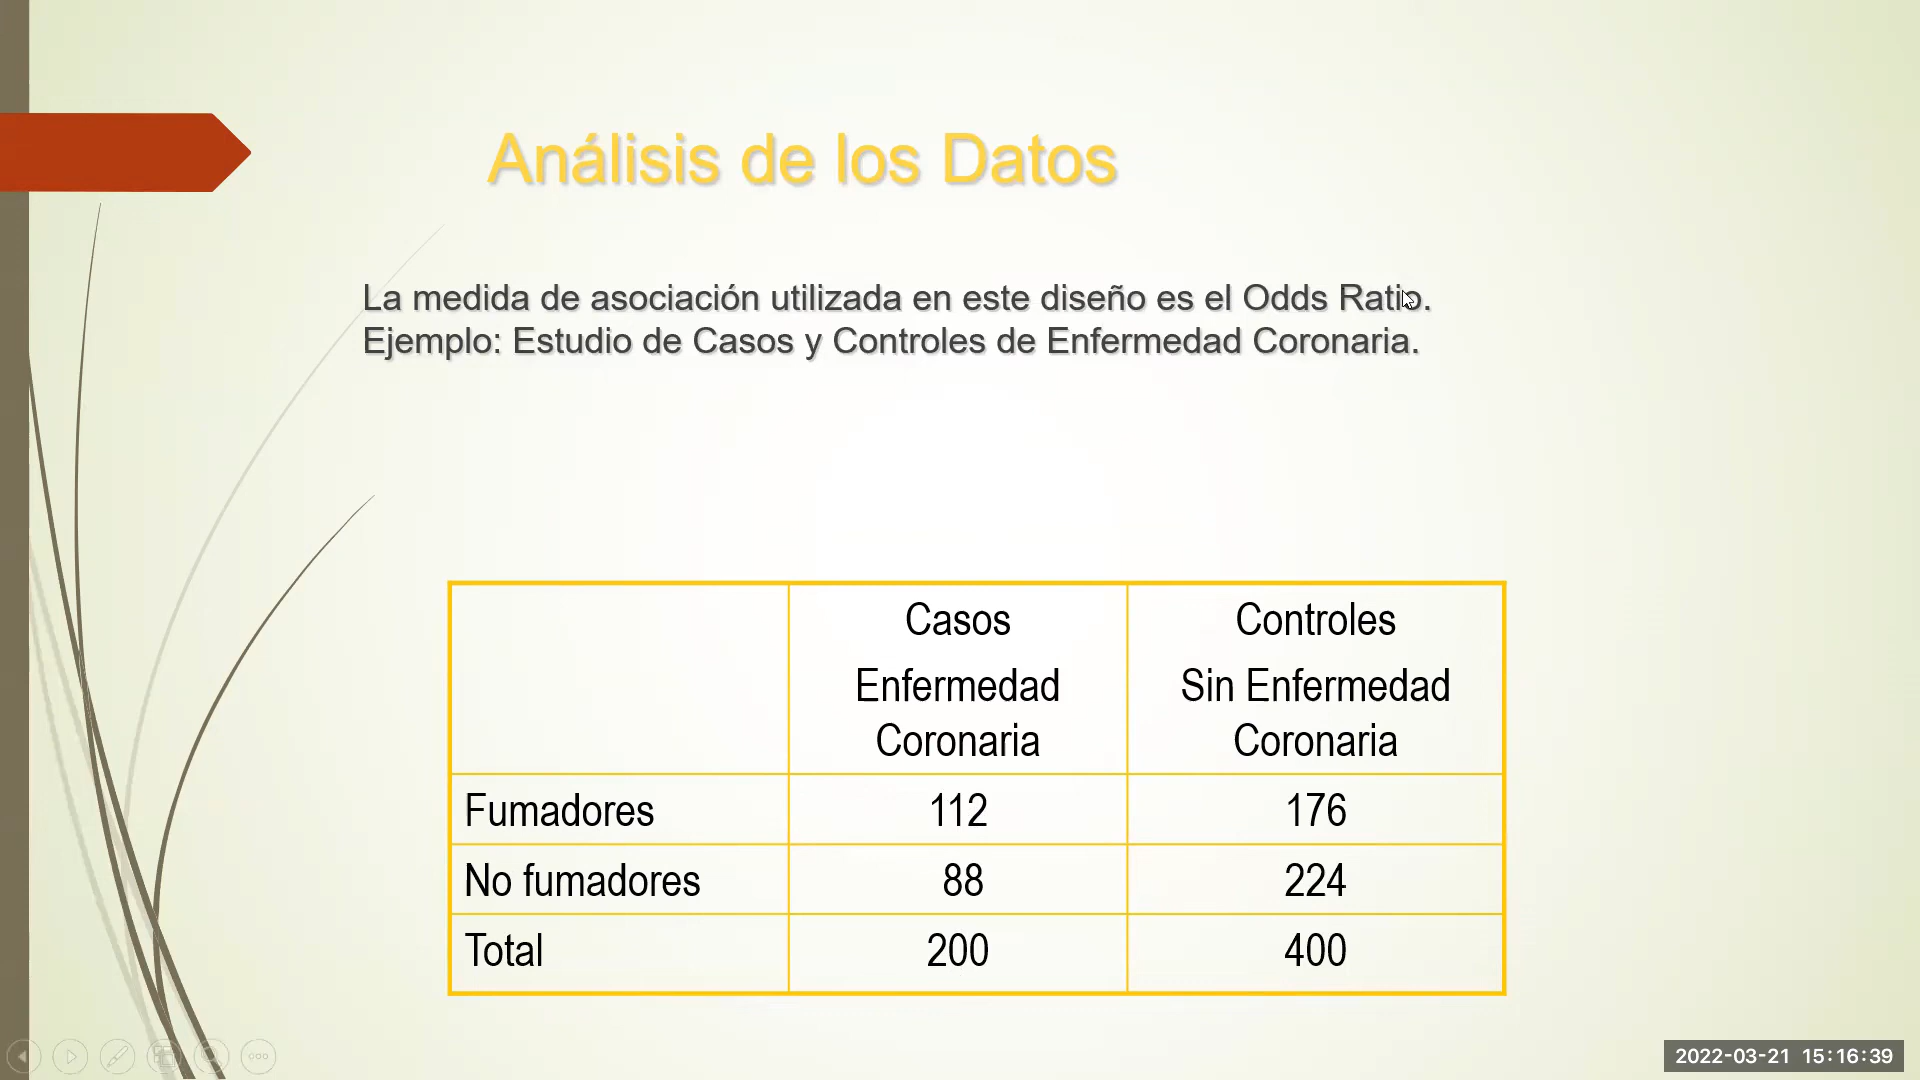 Análisis de los Datos
La medida de asociación utilizada en este diseño es el Odds Ratio.
Ejemplo: Estudio de Casos y Controles de Enfermedad Coronaria.
Casos Controles
Enfermedad Sin Enfermedad
Coronaria Coronaria
Fumadores 112 176
No fumadores 88 224
Total 200 400
2022-03-21 15:16:39